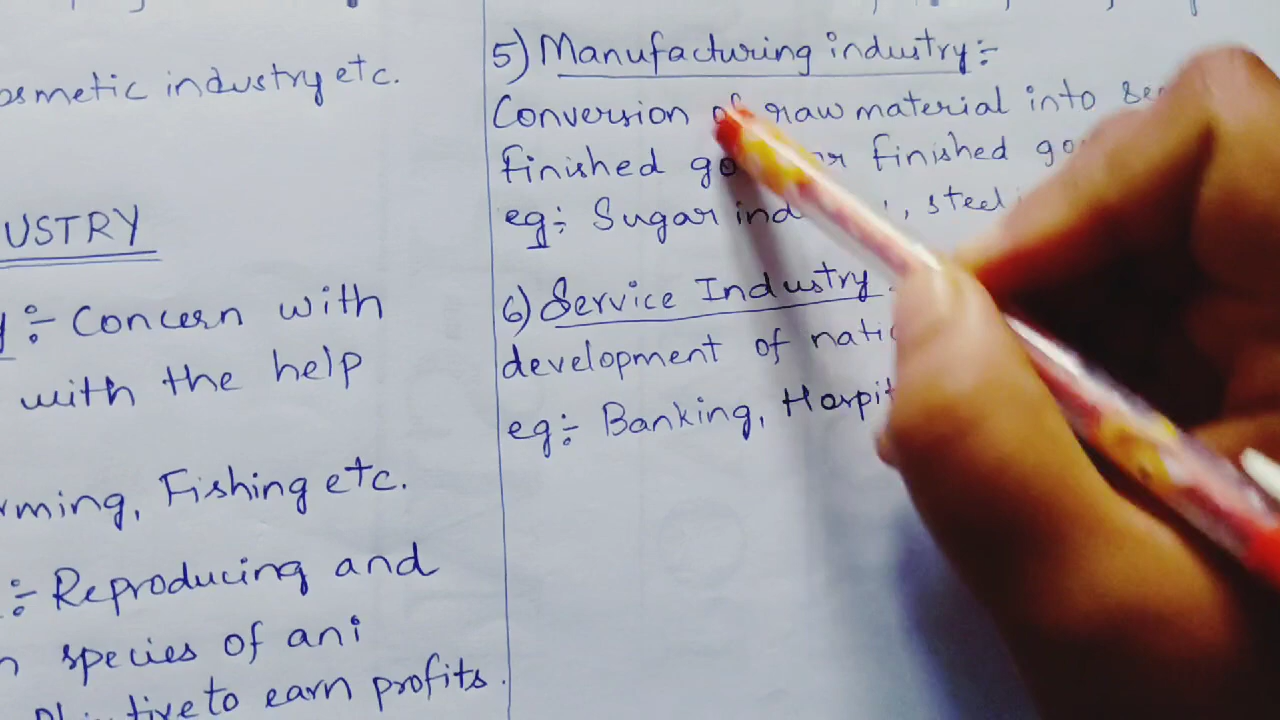 osmetic industry etc.
USTRY
y :- Concern with
with the help
rming, Fishing etc.
:- Reproducing and
n species of ani
to earn profits.
5) Manufacturing industry :-
Conversion of raw material into se
finished go or finished go
eg :- Sugar ind , steel
6) Service Industry
development of natio
eg :- Banking, Hospit